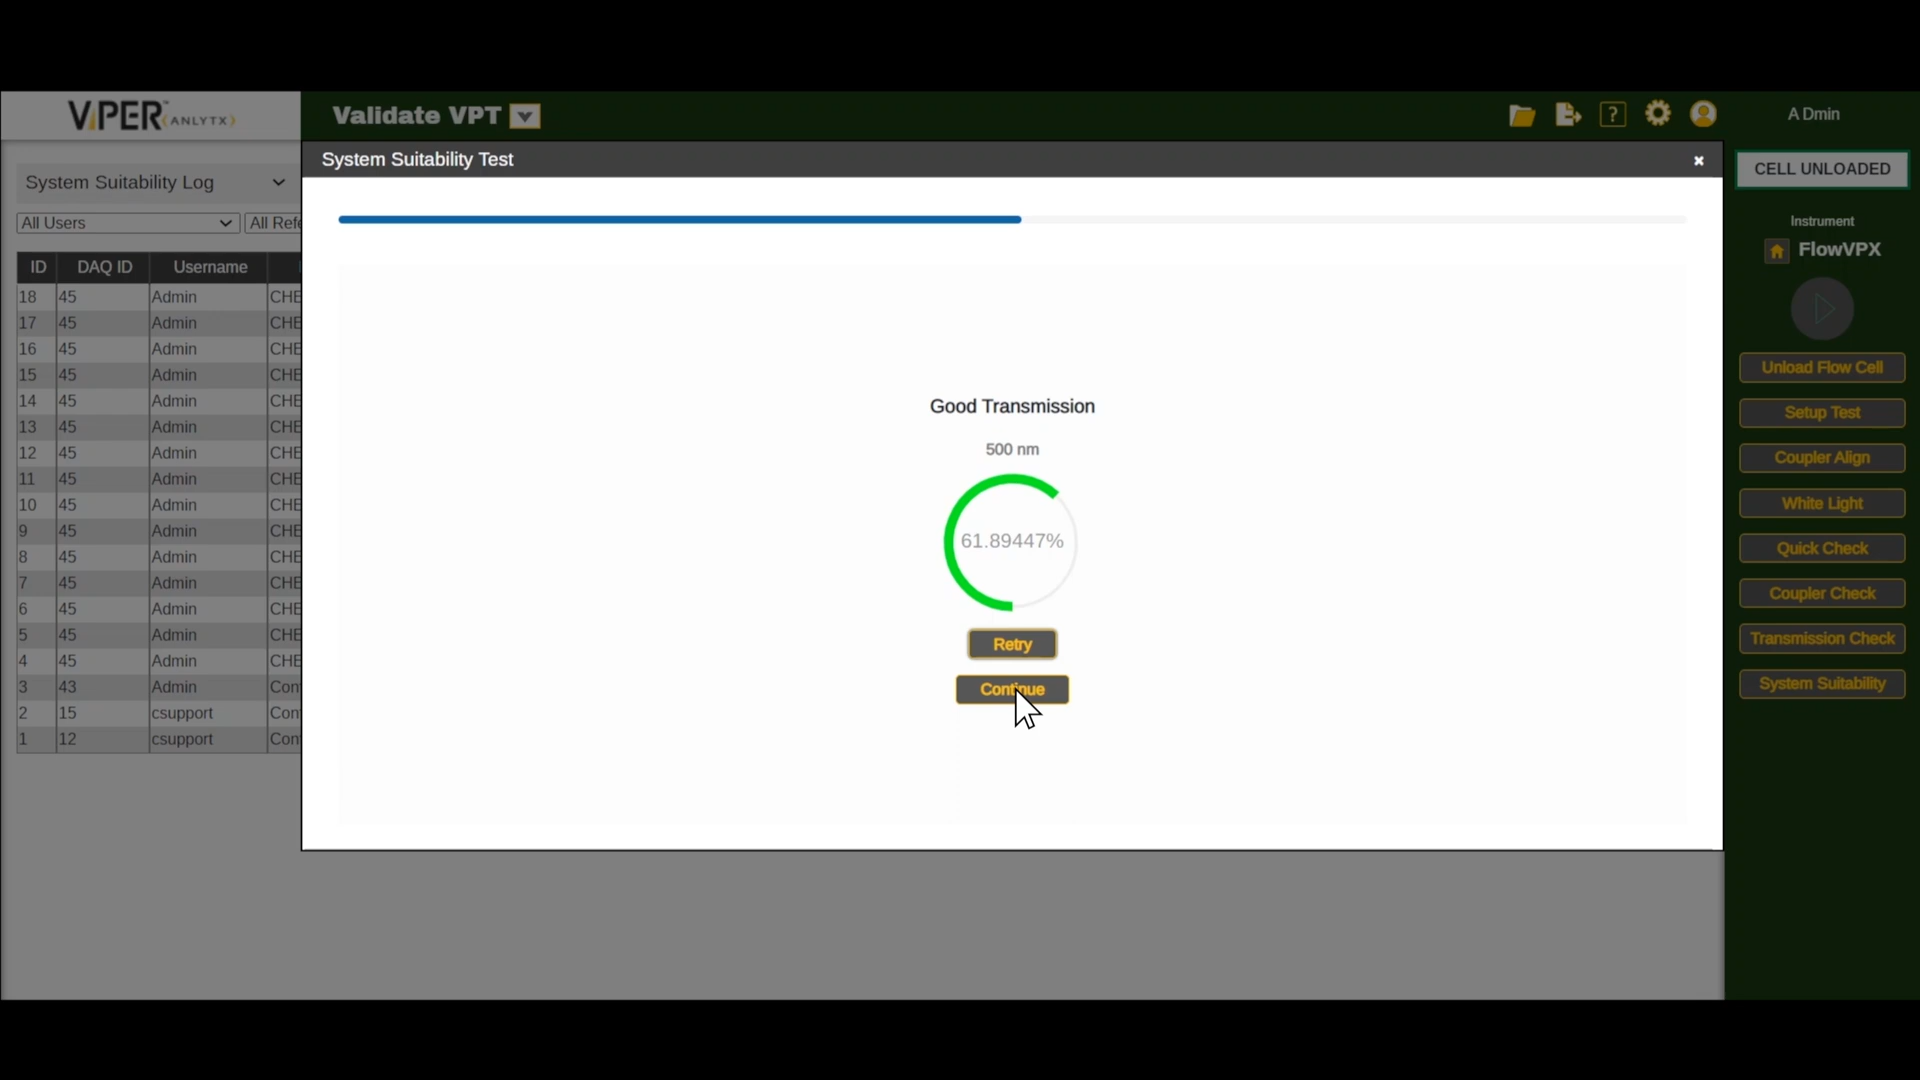 VIPER™ ANLYTX
Validate VPT
?
A Dmin
System Suitability Test
×
System Suitability Log
All Users
All Refe
ID DAQ ID Username
18 45 Admin CHE
17 45 Admin CHE
16 45 Admin CHE
15 45 Admin CHE
14 45 Admin CHE
13 45 Admin CHE
12 45 Admin CHE
11 45 Admin CHE
10 45 Admin CHE
9 45 Admin CHE
8 45 Admin CHE
7 45 Admin CHE
6 45 Admin CHE
5 45 Admin CHE
4 45 Admin CHE
3 43 Admin Con
2 15 csupport Con
1 12 csupport Con
Good Transmission
500 nm
61.89447%
Retry
Continue
CELL UNLOADED
Instrument
FlowVPX
Unload Flow Cell
Setup Test
Coupler Align
White Light
Quick Check
Coupler Check
Transmission Check
System Suitability